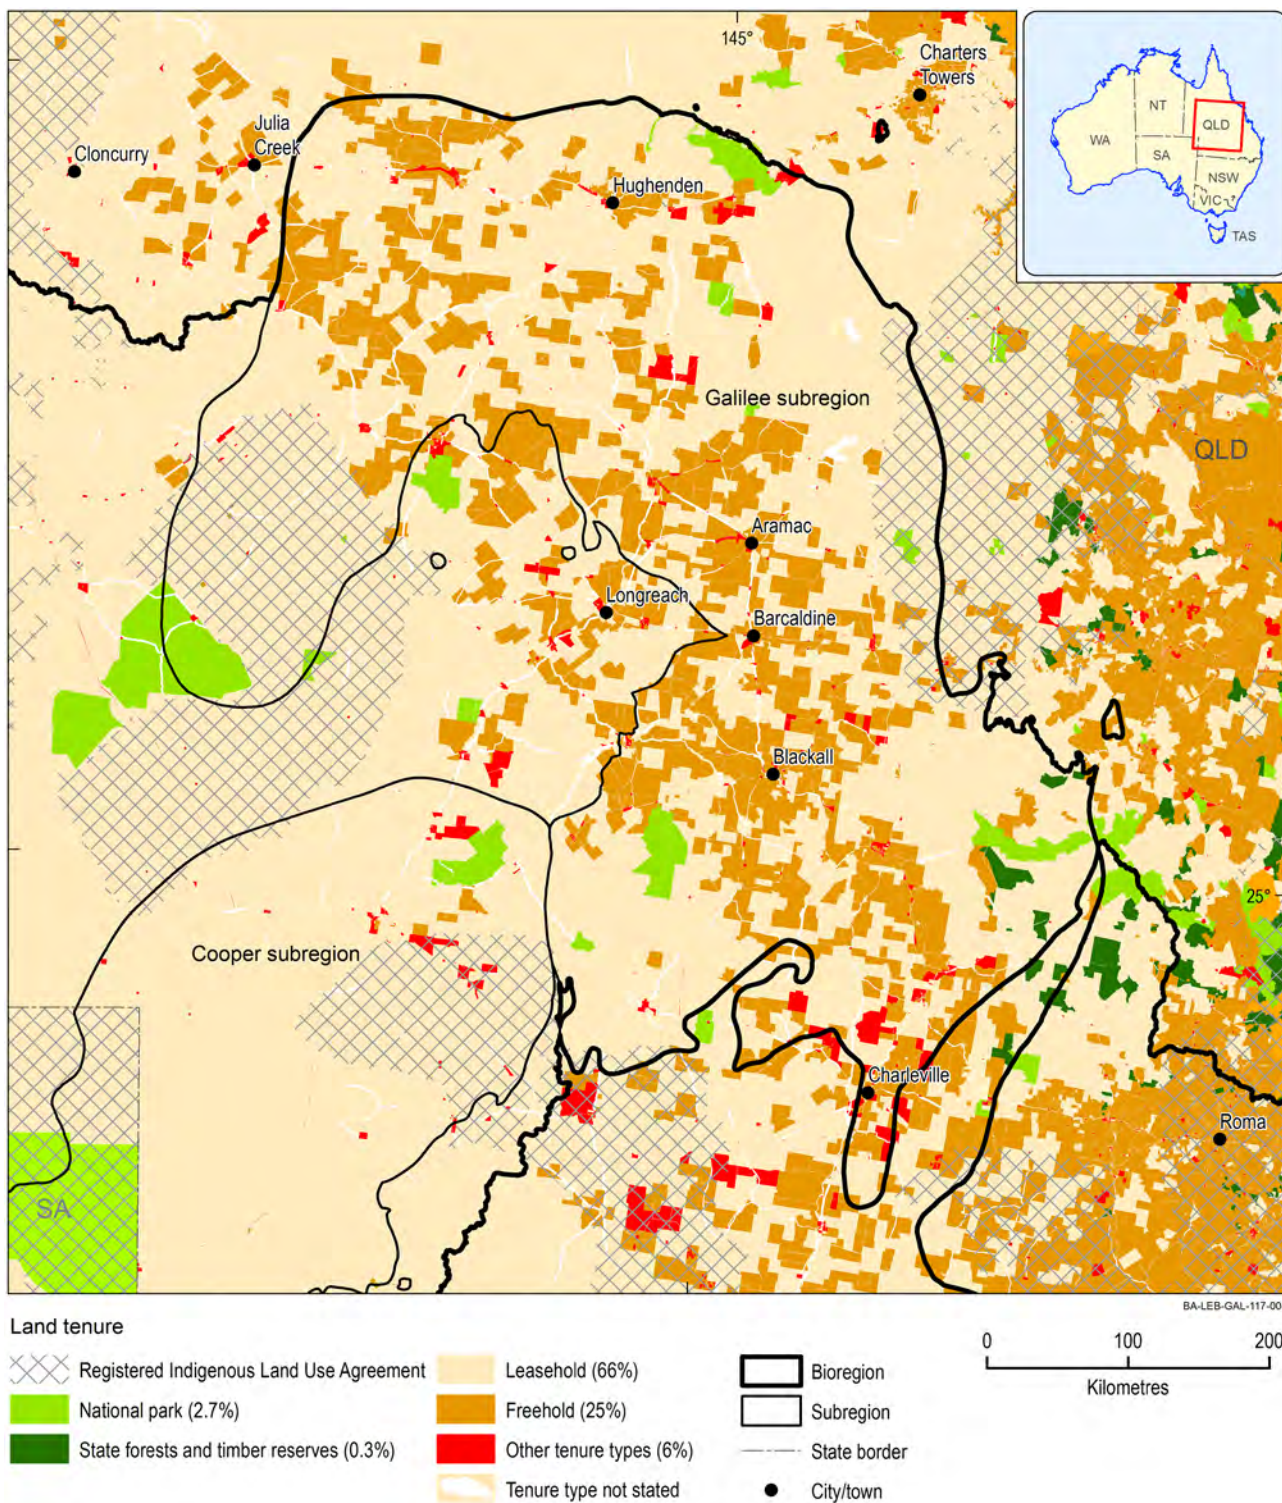 145°
Charters
Towers
Julia
Creek
Cloncurry
Hughenden
NT
QLD
WA
SA
NSW
VIC
TAS
Galilee subregion
QLD
Aramac
Longreach
Barcaldine
Blackall
25°
Cooper subregion
Charleville
Roma
SA
BA-LEB-GAL-117-00
Land tenure
Registered Indigenous Land Use Agreement
National park (2.7%)
State forests and timber reserves (0.3%)
Leasehold (66%)
Freehold (25%)
Other tenure types (6%)
Tenure type not stated
Bioregion
Subregion
State border
City/town
0 100 200
Kilometres